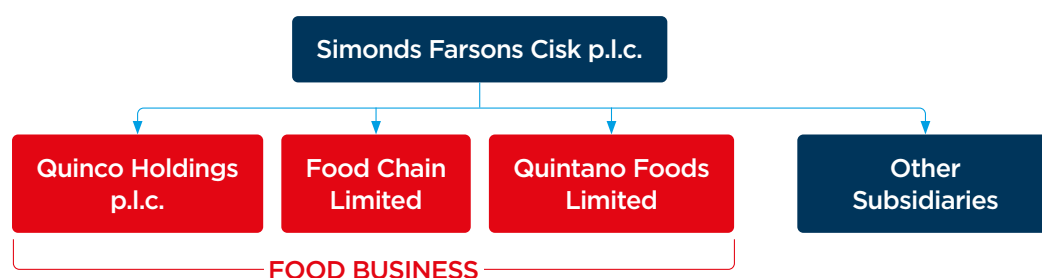 Simonds Farsons Cisk p.l.c.
Quinco Holdings
p.l.c.
Food Chain
Limited
Quintano Foods
Limited
Other
Subsidiaries
FOOD BUSINESS